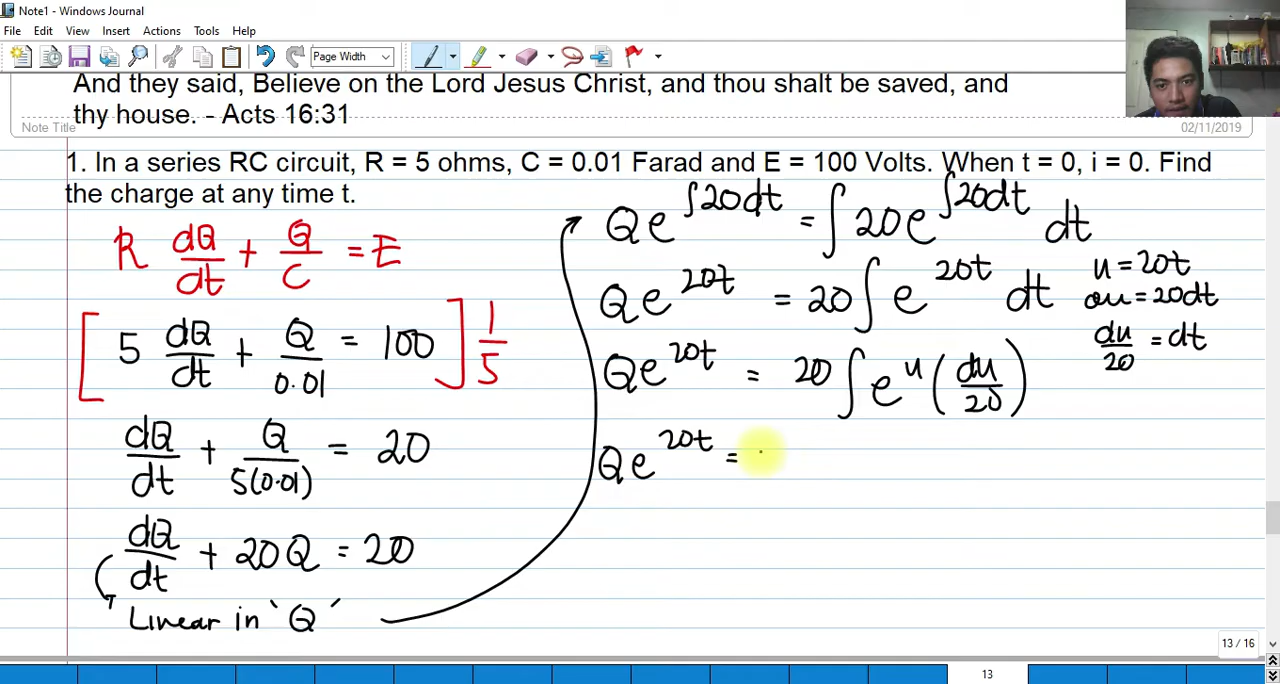 Note1 - Windows Journal
File Edit View Insert Actions Tools Help
Page Width
And they said, Believe on the Lord Jesus Christ, and thou shalt be saved, and
thy house. - Acts 16:31
Note Title
02/11/2019
1. In a series RC circuit, R = 5 ohms, C = 0.01 Farad and E = 100 Volts. When t = 0, i = 0. Find
the charge at any time t.
R dQ/dt + Q/C = E
[5 dQ/dt + Q/0.01 = 100] 1/5
dQ/dt + Q/5(0.01) = 20
dQ/dt + 20Q = 20
Linear in `Q´
Qe^∫20dt = ∫20e^∫20dt dt
Qe^20t = 20∫e^20t dt
u = 20t
du = 20dt
du/20 = dt
Qe^20t = 20∫e^u (du/20)
Qe^20t =
13 / 16
13